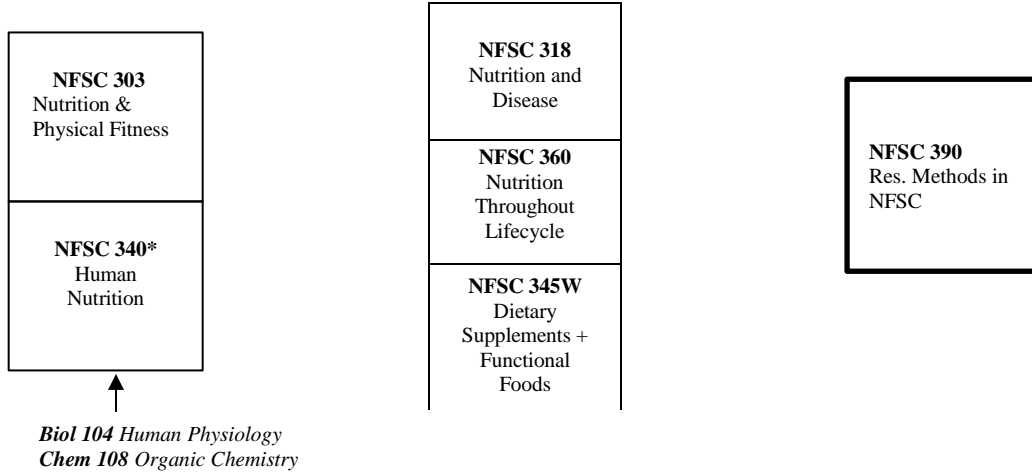 NFSC 303
Nutrition &
Physical Fitness
NFSC 340*
Human
Nutrition
Biol 104 Human Physiology
Chem 108 Organic Chemistry
NFSC 318
Nutrition and
Disease
NFSC 360
Nutrition
Throughout
Lifecycle
NFSC 345W
Dietary
Supplements +
Functional
Foods
NFSC 390
Res. Methods in
NFSC